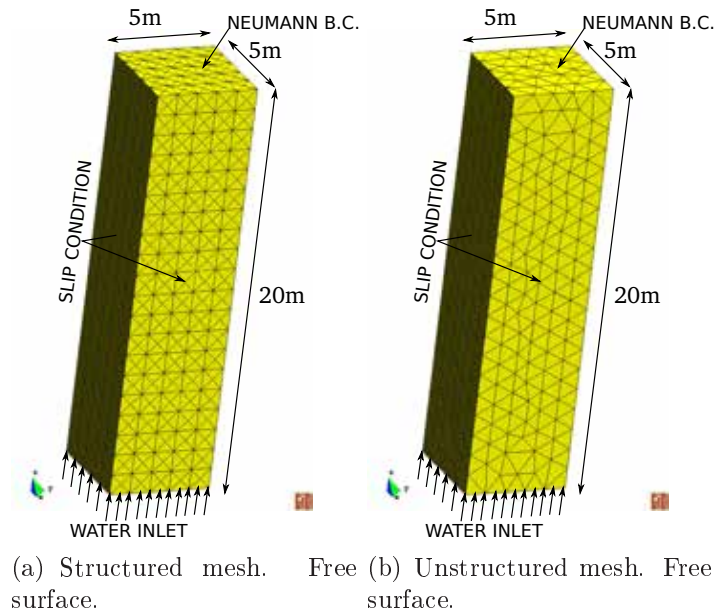 5m
NEUMANN B.C.
5m
SLIP CONDITION
20m
WATER INLET
(a) Structured mesh. Free
surface.
5m
NEUMANN B.C.
5m
SLIP CONDITION
20m
WATER INLET
(b) Unstructured mesh. Free
surface.